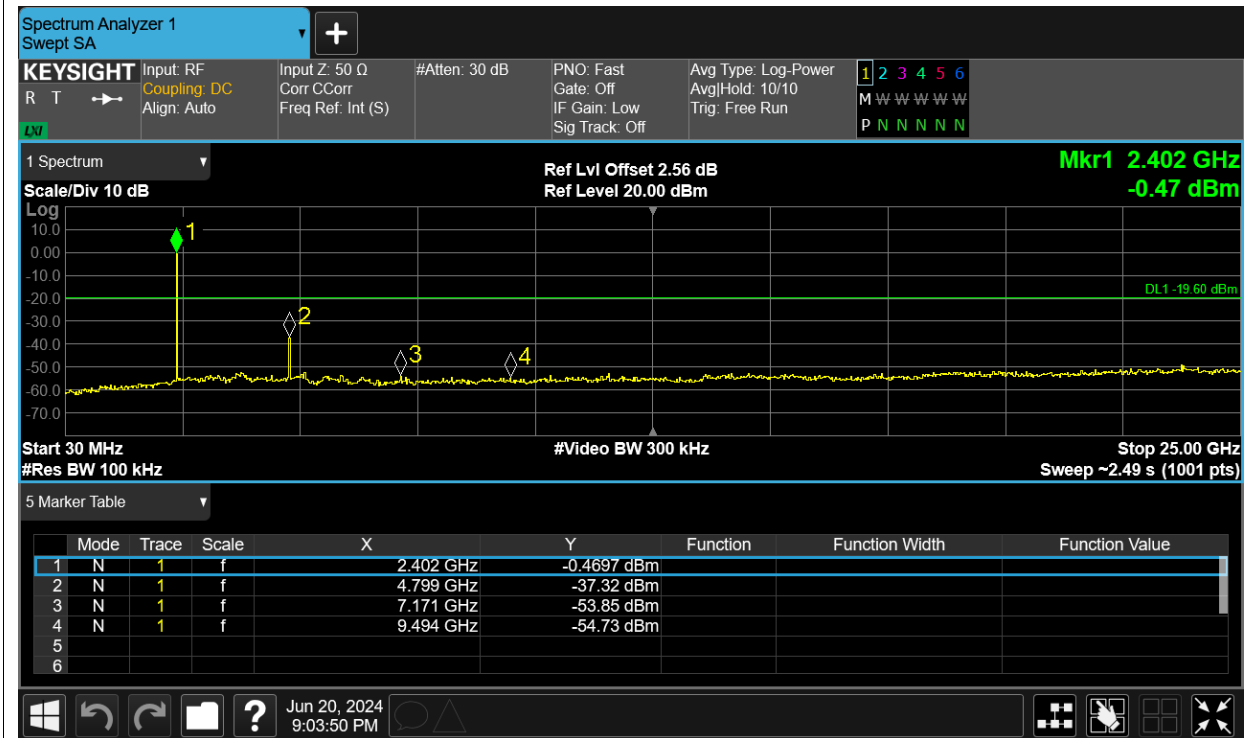 Spectrum Analyzer 1
Swept SA
KEYSIGHT
R T
LXI
Input: RF
Coupling: DC
Align: Auto
Input Z: 50 Ω
Corr CCorr
Freq Ref: Int (S)
#Atten: 30 dB
PNO: Fast
Gate: Off
IF Gain: Low
Sig Track: Off
Avg Type: Log-Power
Avg|Hold: 10/10
Trig: Free Run
1 2 3 4 5 6
M W W W W W
P N N N N N
1 Spectrum
Scale/Div 10 dB
Ref Lvl Offset 2.56 dB
Ref Level 20.00 dBm
Mkr1 2.402 GHz
-0.47 dBm
Log
10.0
0.00
-10.0
-20.0
-30.0
-40.0
-50.0
-60.0
-70.0
1
2
3
4
DL1 -19.60 dBm
Start 30 MHz
#Video BW 300 kHz
Stop 25.00 GHz
#Res BW 100 kHz
Sweep ~2.49 s (1001 pts)
5 Marker Table
Mode Trace Scale X Y Function Function Width Function Value
1 N 1 f 2.402 GHz -0.4697 dBm
2 N 1 f 4.799 GHz -37.32 dBm
3 N 1 f 7.171 GHz -53.85 dBm
4 N 1 f 9.494 GHz -54.73 dBm
5
6
?
Jun 20, 2024
9:03:50 PM